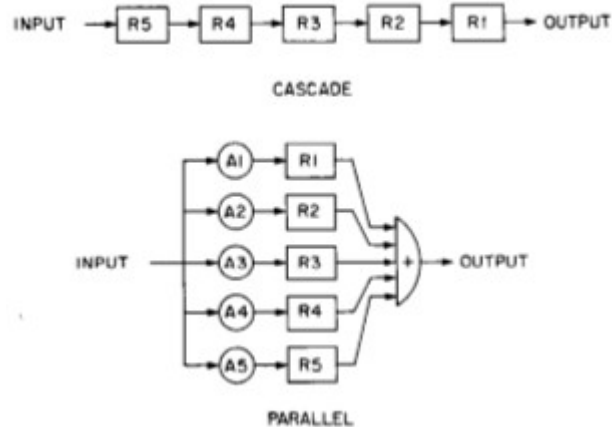 INPUT R5 R4 R3 R2 R1 OUTPUT
CASCADE
A1 R1
A2 R2
INPUT A3 R3 + OUTPUT
A4 R4
A5 R5
PARALLEL